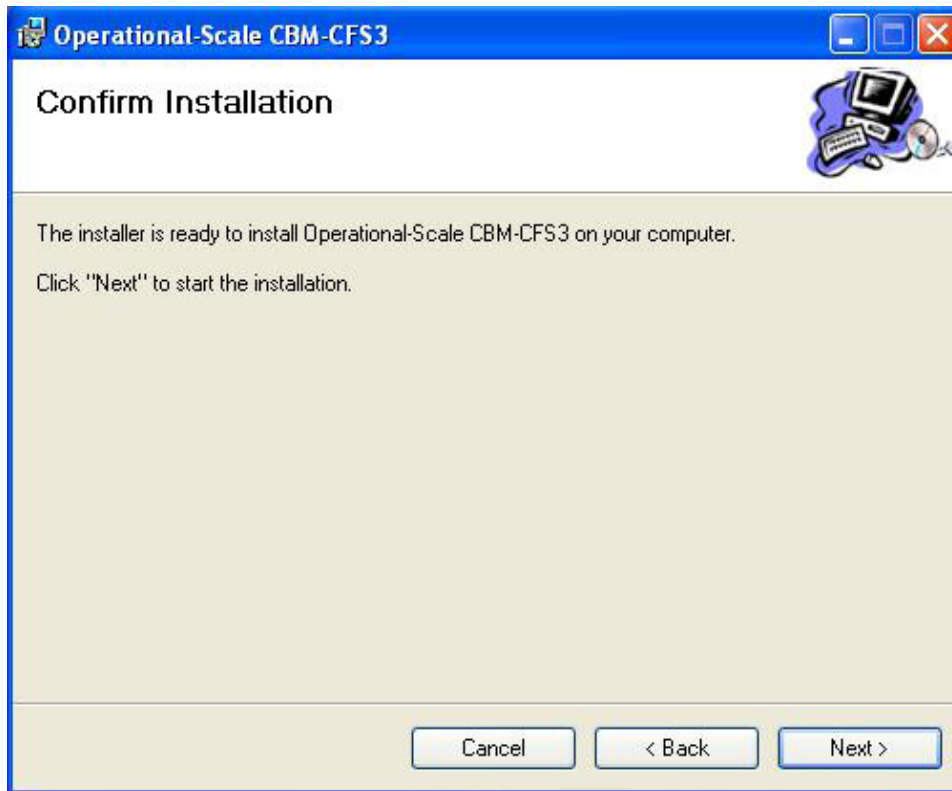 Operational-Scale CBM-CFS3
Confirm Installation
The installer is ready to install Operational-Scale CBM-CFS3 on your computer.
Click "Next" to start the installation.
Cancel
< Back
Next >